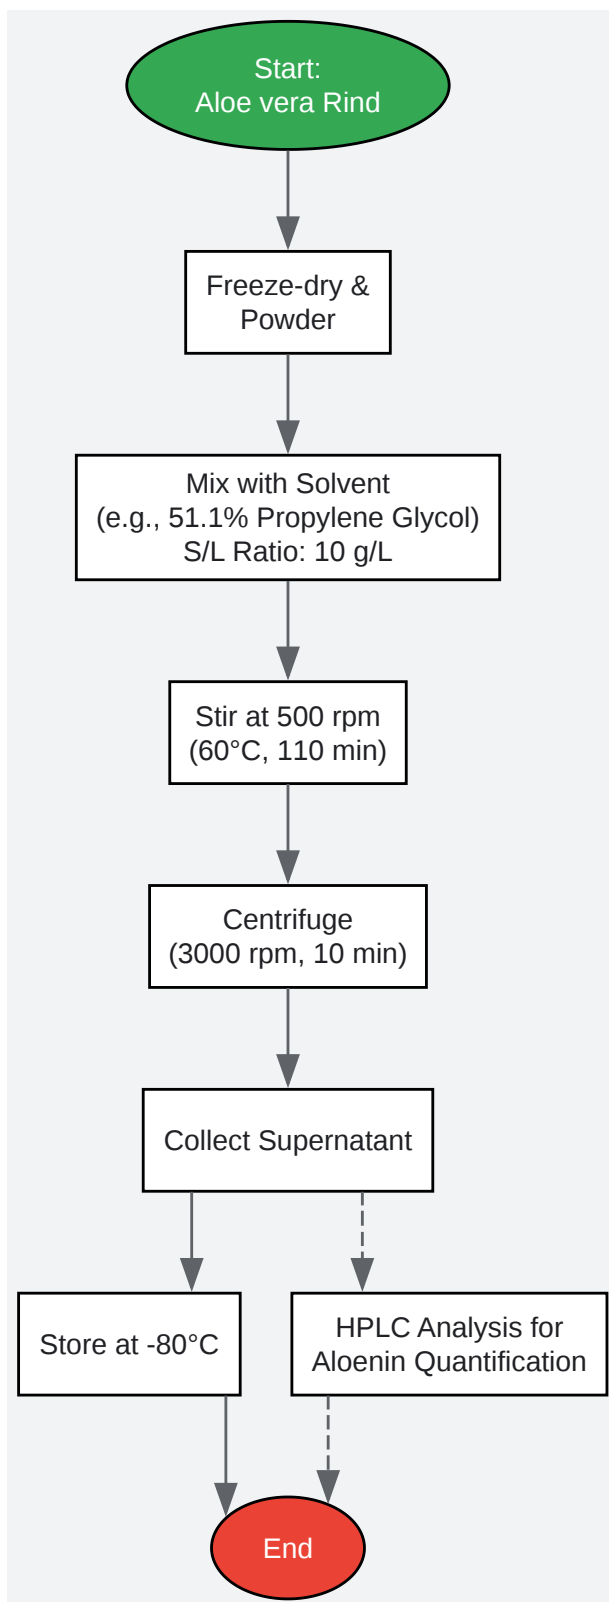 Start:
Aloe vera Rind
Freeze-dry &
Powder
Mix with Solvent
(e.g., 51.1% Propylene Glycol)
S/L Ratio: 10 g/L
Stir at 500 rpm
(60°C, 110 min)
Centrifuge
(3000 rpm, 10 min)
Collect Supernatant
Store at -80°C
HPLC Analysis for
Aloenin Quantification
End